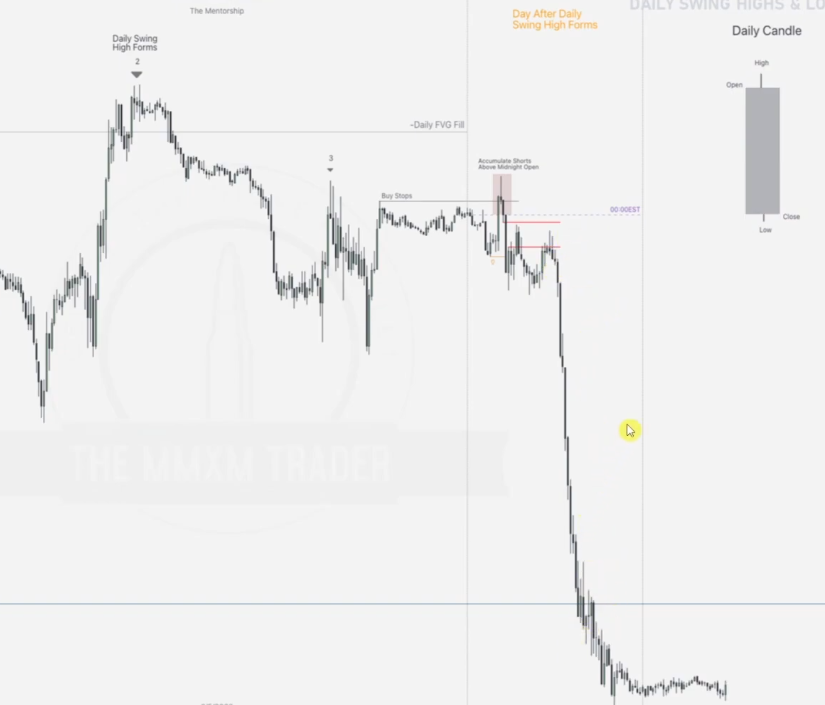 The Mentorship
DAILY SWING HIGHS & LO
Day After Daily
Swing High Forms
Daily Candle
Daily Swing
High Forms
2
High
Open
-Daily FVG Fill
3
Accumulate Shorts
Above Midnight Open
Buy Stops
00:00EST
Close
Low
THE MMXM TRADER